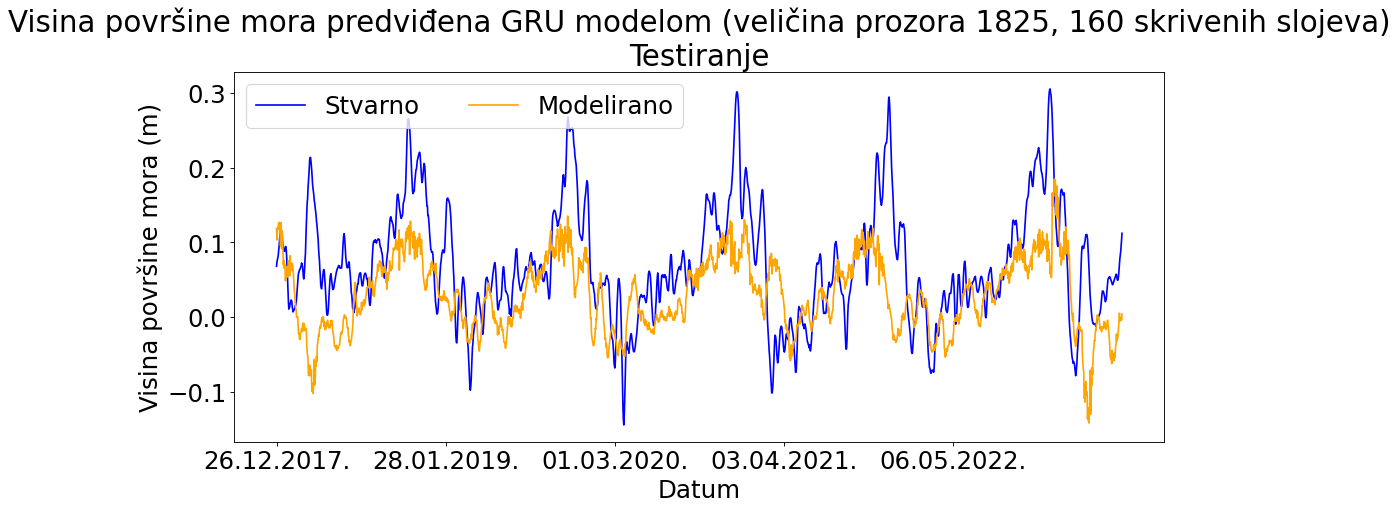 Visina površine mora predviđena GRU modelom (veličina prozora 1825, 160 skrivenih slojeva)
Testiranje
Stvarno Modelirano
Visina površine mora (m)
0.3
0.2
0.1
0.0
−0.1
26.12.2017. 28.01.2019. 01.03.2020. 03.04.2021. 06.05.2022.
Datum